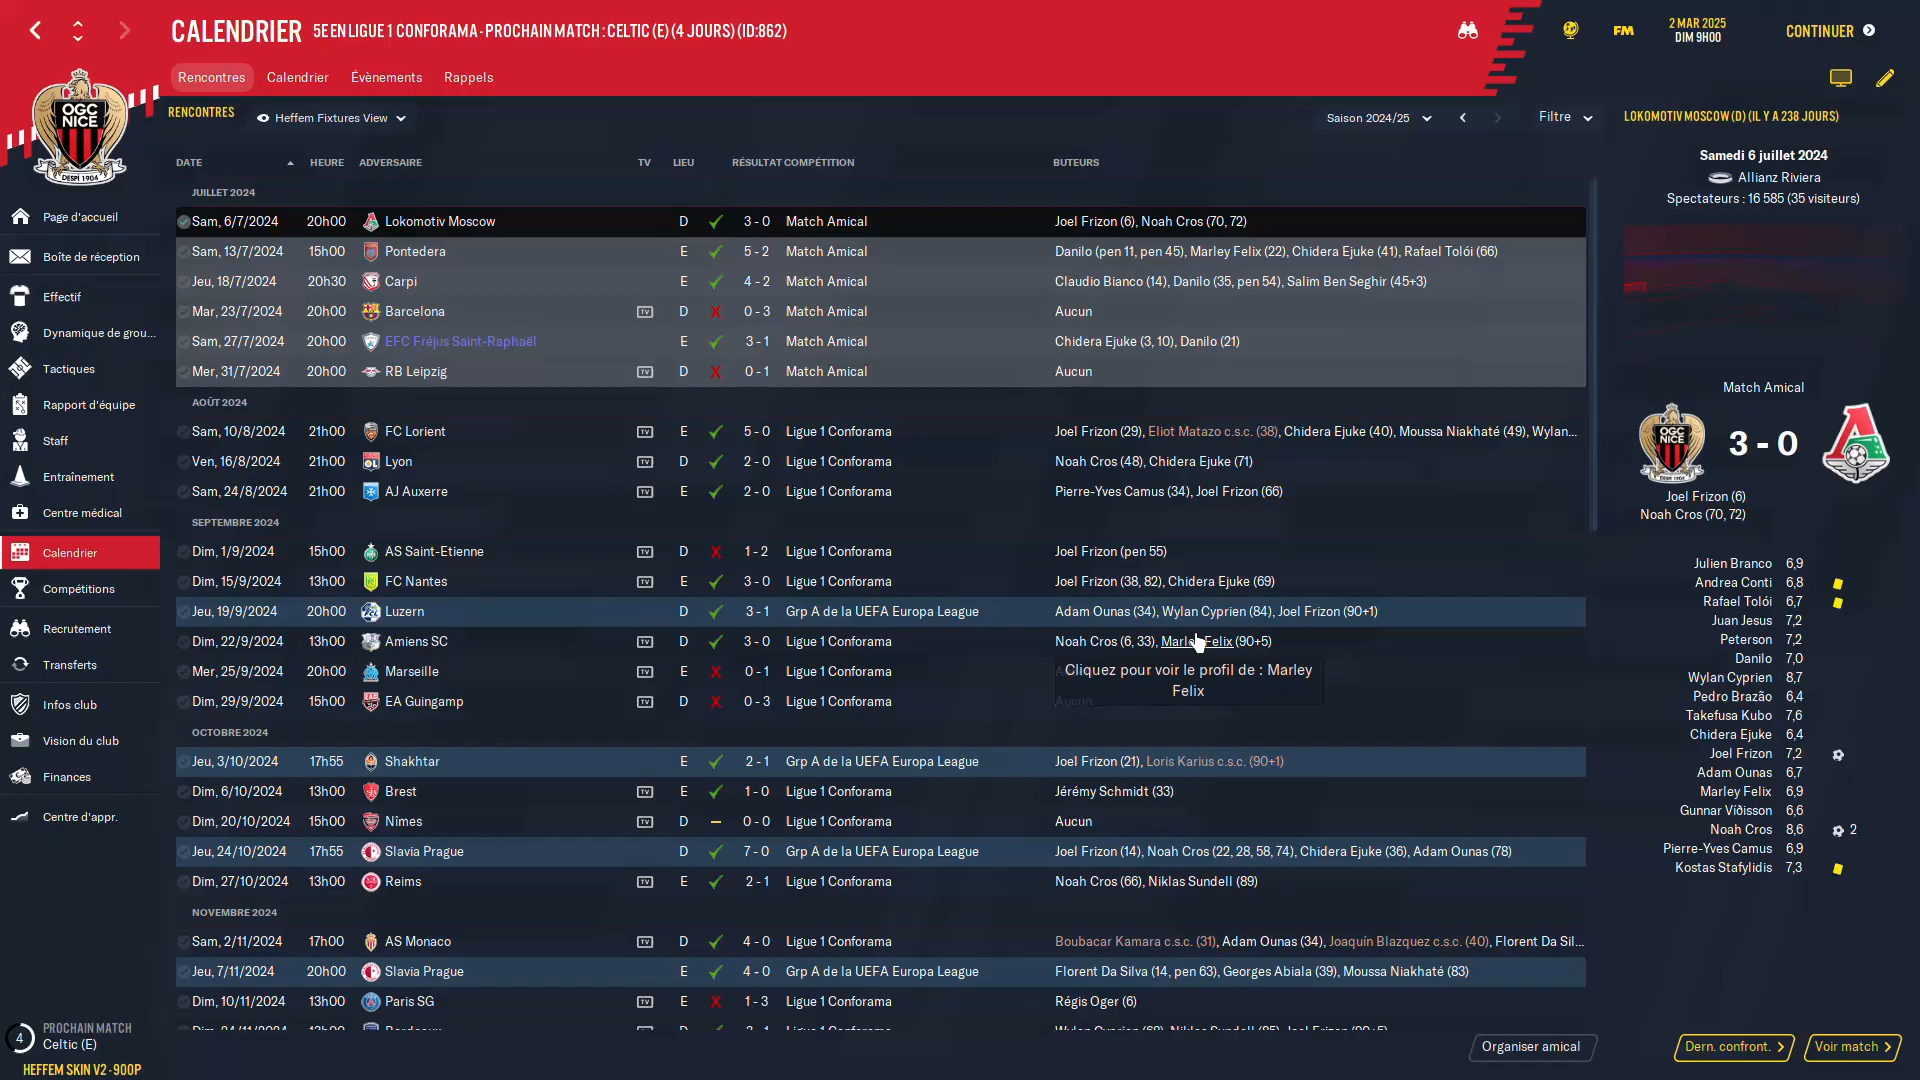 CALENDRIER 5E EN LIGUE 1 CONFORAMA - PROCHAIN MATCH : CELTIC (E) (4 JOURS) (ID:862)
FM
2 MAR 2025
DIM 9H00
CONTINUER
Rencontres Calendrier Évènements Rappels
OGC
NICE
DESPI 1904
RENCONTRES Heffem Fixtures View Saison 2024/25 Filtre
Page d'accueil
Boîte de réception
Effectif
Dynamique de grou...
Tactiques
Rapport d'équipe
Staff
Entraînement
Centre médical
Calendrier
Compétitions
Recrutement
Transferts
Infos club
Vision du club
Finances
Centre d'appr.
4 PROCHAIN MATCH
Celtic (E)
HEFFEM SKIN V2 - 900P
DATE HEURE ADVERSAIRE TV LIEU RÉSULTAT COMPÉTITION BUTEURS
JUILLET 2024
Sam, 6/7/2024 20h00 Lokomotiv Moscow D 3 - 0 Match Amical Joel Frizon (6), Noah Cros (70, 72)
Sam, 13/7/2024 15h00 Pontedera E 5 - 2 Match Amical Danilo (pen 11, pen 45), Marley Felix (22), Chidera Ejuke (41), Rafael Tolói (66)
Jeu, 18/7/2024 20h30 Carpi E 4 - 2 Match Amical Claudio Bianco (14), Danilo (35, pen 54), Salim Ben Seghir (45+3)
Mar, 23/7/2024 20h00 Barcelona TV D X 0 - 3 Match Amical Aucun
Sam, 27/7/2024 20h00 EFC Fréjus Saint-Raphaël E 3 - 1 Match Amical Chidera Ejuke (3, 10), Danilo (21)
Mer, 31/7/2024 20h00 RB Leipzig TV D X 0 - 1 Match Amical Aucun
AOÛT 2024
Sam, 10/8/2024 21h00 FC Lorient TV E 5 - 0 Ligue 1 Conforama Joel Frizon (29), Eliot Matazo c.s.c. (38), Chidera Ejuke (40), Moussa Niakhaté (49), Wylan...
Ven, 16/8/2024 21h00 Lyon TV D 2 - 0 Ligue 1 Conforama Noah Cros (48), Chidera Ejuke (71)
Sam, 24/8/2024 21h00 AJ Auxerre TV E 2 - 0 Ligue 1 Conforama Pierre-Yves Camus (34), Joel Frizon (66)
SEPTEMBRE 2024
Dim, 1/9/2024 15h00 AS Saint-Etienne TV D X 1 - 2 Ligue 1 Conforama Joel Frizon (pen 55)
Dim, 15/9/2024 13h00 FC Nantes TV E 3 - 0 Ligue 1 Conforama Joel Frizon (38, 82), Chidera Ejuke (69)
Jeu, 19/9/2024 20h00 Luzern D 3 - 1 Grp A de la UEFA Europa League Adam Ounas (34), Wylan Cyprien (84), Joel Frizon (90+1)
Dim, 22/9/2024 13h00 Amiens SC TV D 3 - 0 Ligue 1 Conforama Noah Cros (6, 33), Marley Felix (90+5)
Mer, 25/9/2024 20h00 Marseille TV E X 0 - 1 Ligue 1 Conforama
Cliquez pour voir le profil de : Marley
Felix
Dim, 29/9/2024 15h00 EA Guingamp TV D X 0 - 3 Ligue 1 Conforama Aucun
OCTOBRE 2024
Jeu, 3/10/2024 17h55 Shakhtar E 2 - 1 Grp A de la UEFA Europa League Joel Frizon (21), Loris Karius c.s.c. (90+1)
Dim, 6/10/2024 13h00 Brest TV E 1 - 0 Ligue 1 Conforama Jérémy Schmidt (33)
Dim, 20/10/2024 15h00 Nîmes TV D 0 - 0 Ligue 1 Conforama Aucun
Jeu, 24/10/2024 17h55 Slavia Prague D 7 - 0 Grp A de la UEFA Europa League Joel Frizon (14), Noah Cros (22, 28, 58, 74), Chidera Ejuke (36), Adam Ounas (78)
Dim, 27/10/2024 13h00 Reims TV E 2 - 1 Ligue 1 Conforama Noah Cros (66), Niklas Sundell (89)
NOVEMBRE 2024
Sam, 2/11/2024 17h00 AS Monaco TV D 4 - 0 Ligue 1 Conforama Boubacar Kamara c.s.c. (31), Adam Ounas (34), Joaquín Blazquez c.s.c. (40), Florent Da Sil...
Jeu, 7/11/2024 20h00 Slavia Prague E 4 - 0 Grp A de la UEFA Europa League Florent Da Silva (14, pen 63), Georges Abiala (39), Moussa Niakhaté (83)
Dim, 10/11/2024 13h00 Paris SG TV E X 1 - 3 Ligue 1 Conforama Régis Oger (6)
Organiser amical
LOKOMOTIV MOSCOW (D) (IL Y A 238 JOURS)
Samedi 6 juillet 2024
Allianz Riviera
Spectateurs : 16 585 (35 visiteurs)
Match Amical
OGC
NICE
3 - 0
Joel Frizon (6)
Noah Cros (70, 72)
Julien Branco 6,9
Andrea Conti 6,8
Rafael Tolói 6,7
Juan Jesus 7,2
Peterson 7,2
Danilo 7,0
Wylan Cyprien 8,7
Pedro Brazão 6,4
Takefusa Kubo 7,6
Chidera Ejuke 6,4
Joel Frizon 7,2
Adam Ounas 6,7
Marley Felix 6,9
Gunnar Víðisson 6,6
Noah Cros 8,6 2
Pierre-Yves Camus 6,9
Kostas Stafylidis 7,3
Dern. confront. Voir match